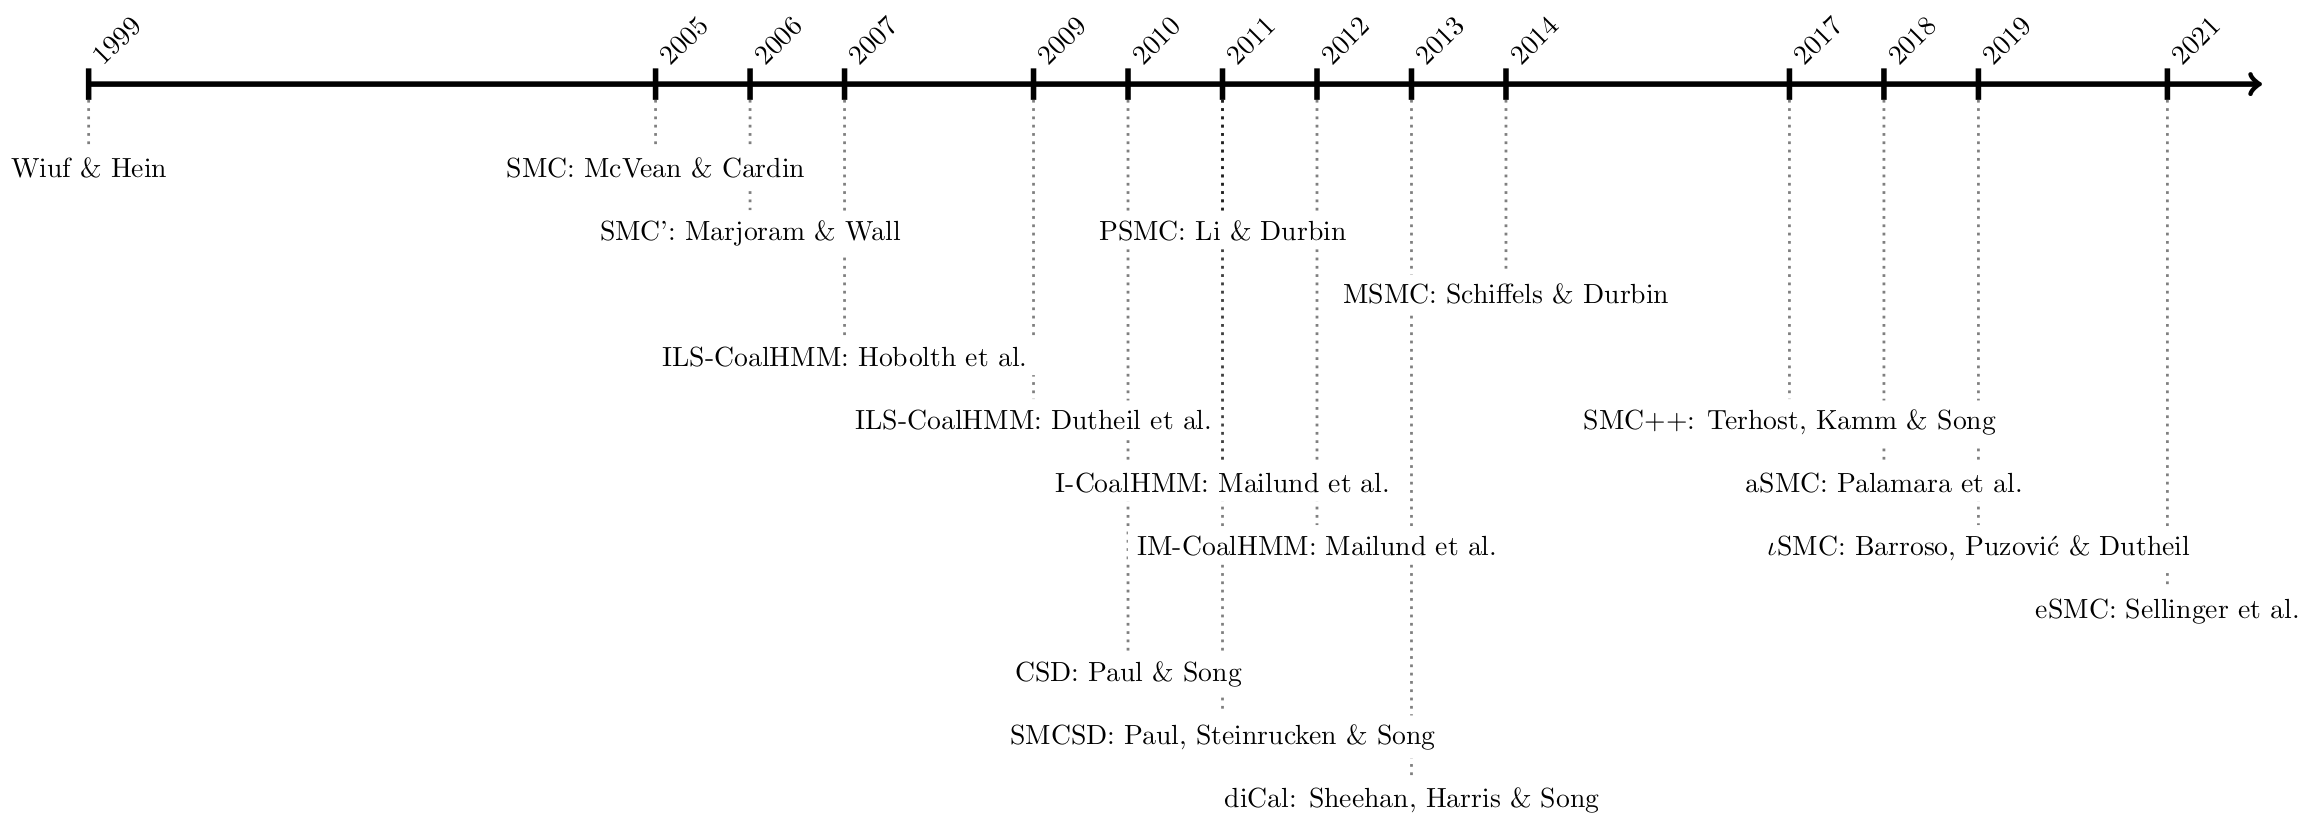 1999
2005
2006
2007
2009
2010
2011
2012
2013
2014
2017
2018
2019
2021
Wiuf & Hein
SMC: McVean & Cardin
SMC': Marjoram & Wall
PSMC: Li & Durbin
MSMC: Schiffels & Durbin
ILS-CoalHMM: Hobolth et al.
ILS-CoalHMM: Dutheil et al.
SMC++: Terhost, Kamm & Song
I-CoalHMM: Mailund et al.
aSMC: Palamara et al.
IM-CoalHMM: Mailund et al.
ιSMC: Barroso, Puzović & Dutheil
eSMC: Sellinger et al.
CSD: Paul & Song
SMCSD: Paul, Steinrucken & Song
diCal: Sheehan, Harris & Song